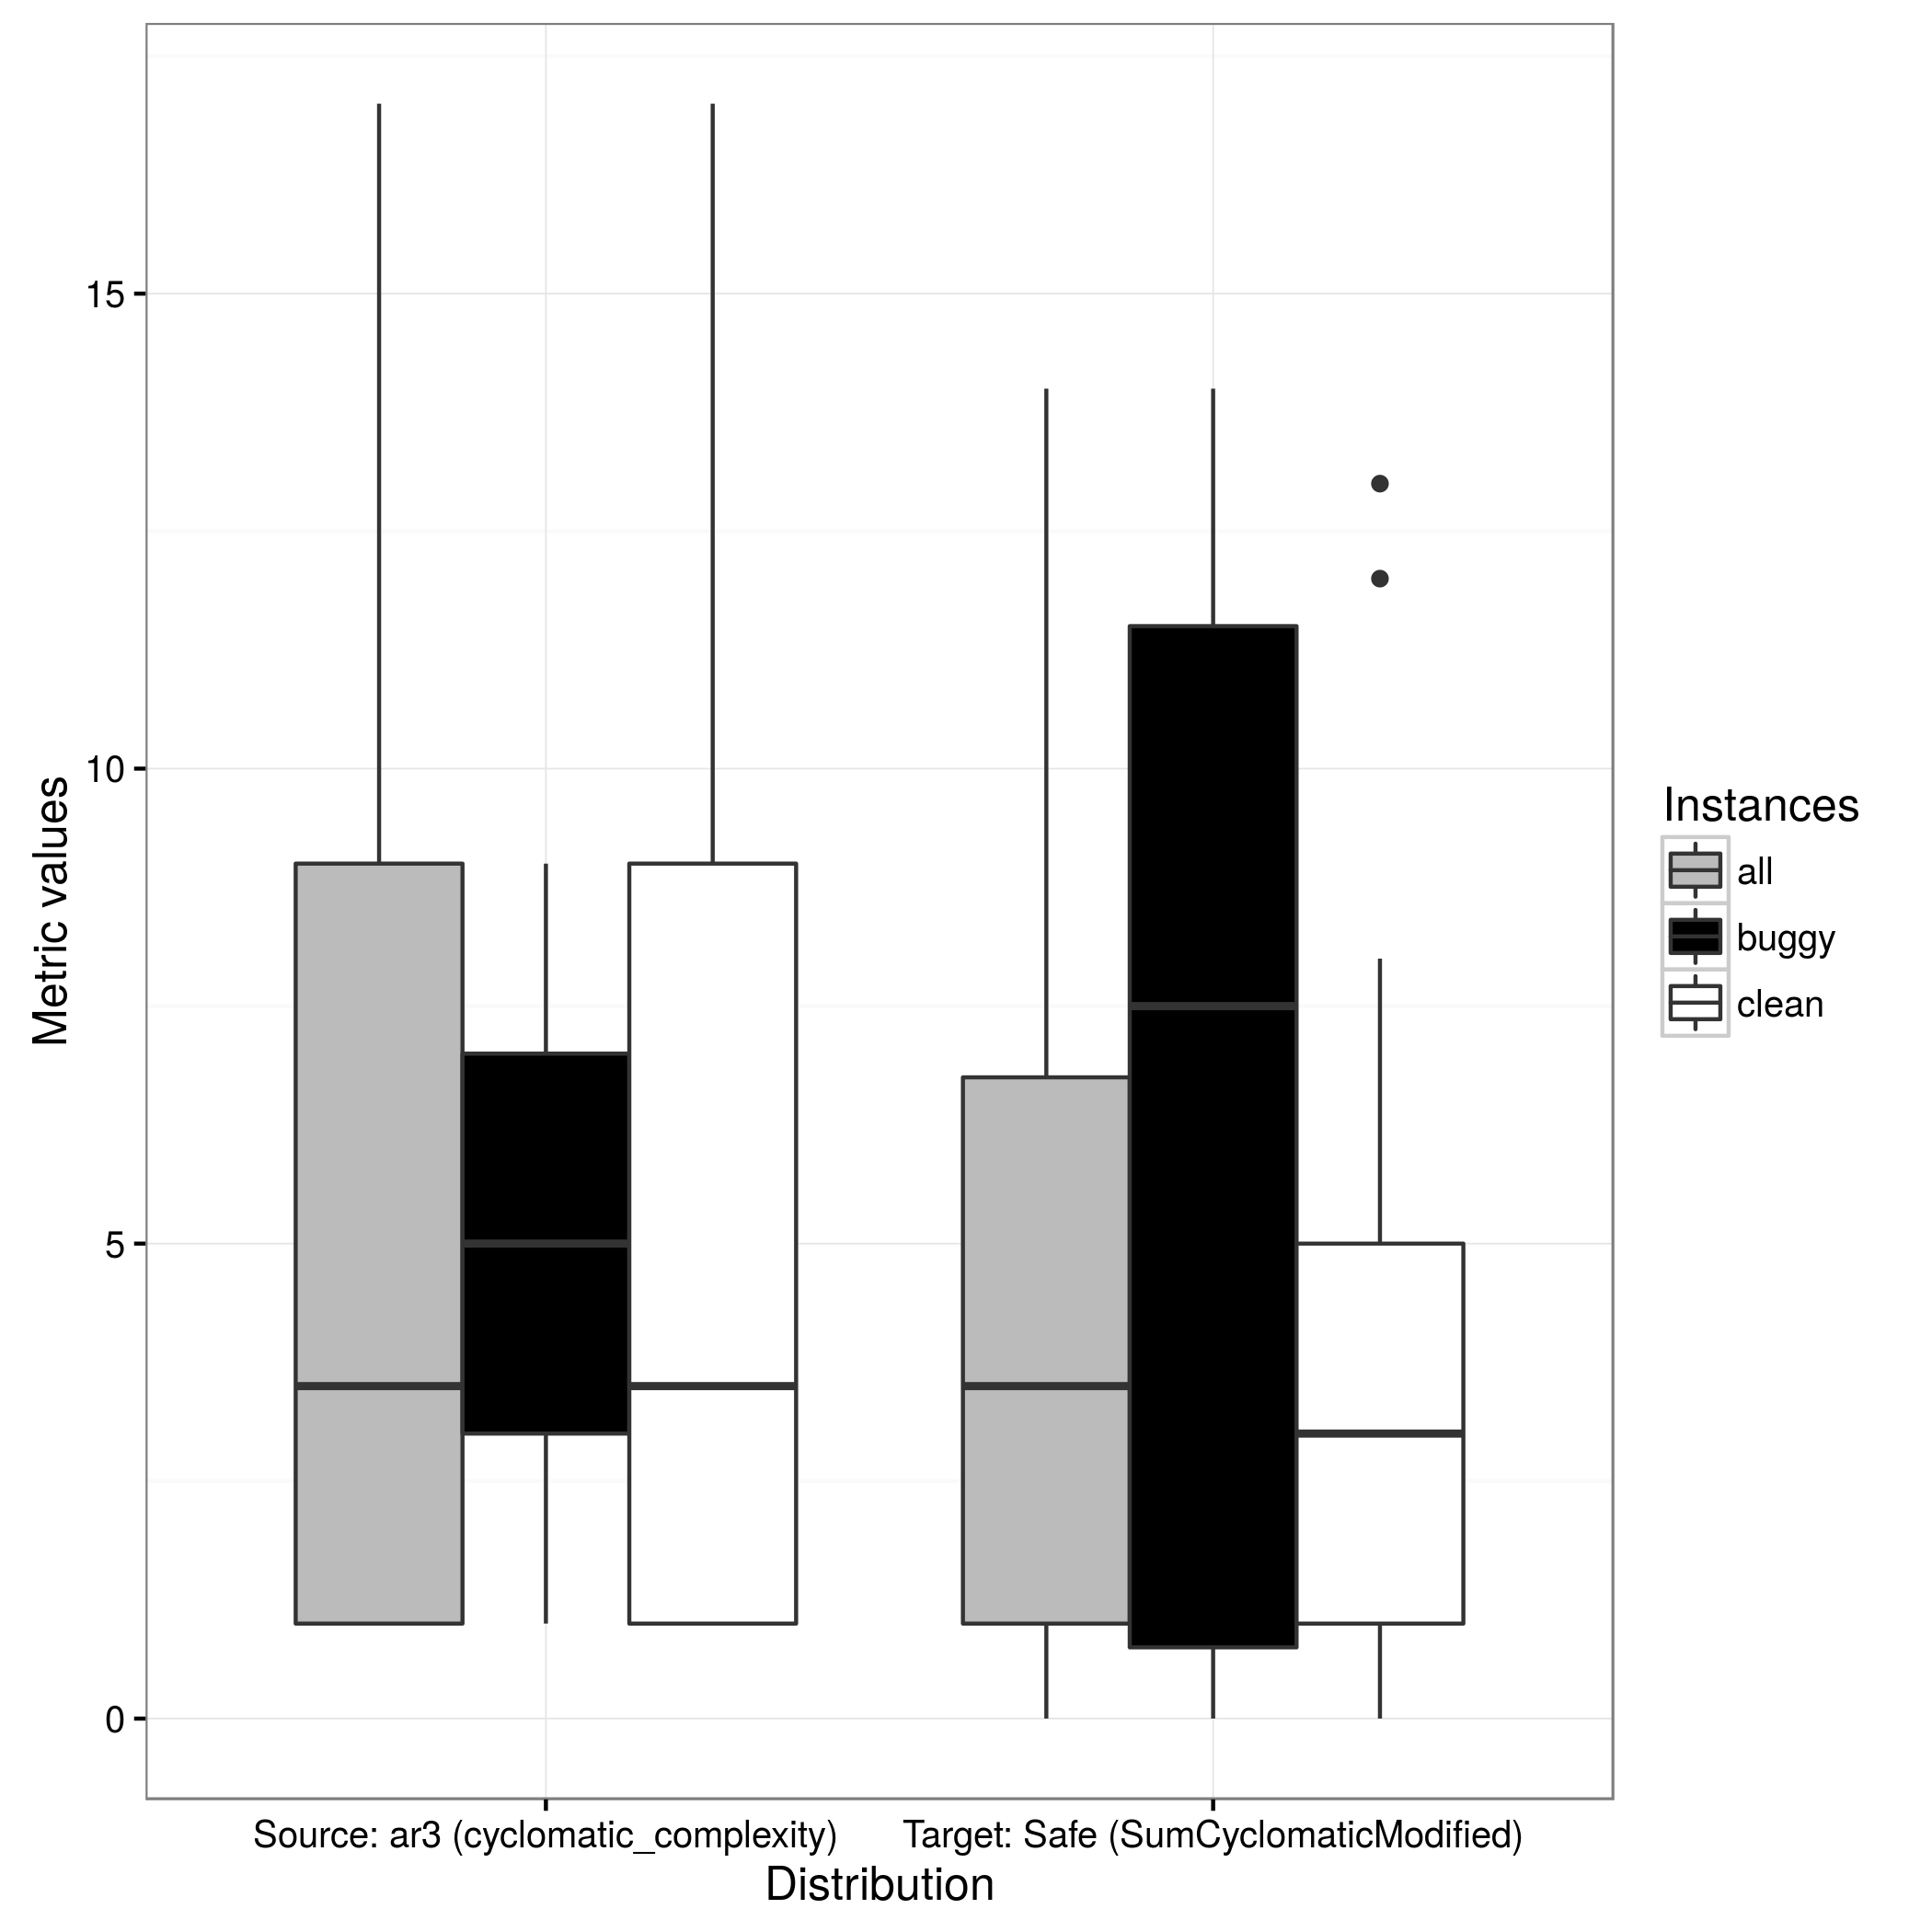 15
10
5
0
Metric values
Source: ar3 (cyclomatic_complexity)
Target: Safe (SumCyclomaticModified)
Distribution
Instances
all
buggy
clean